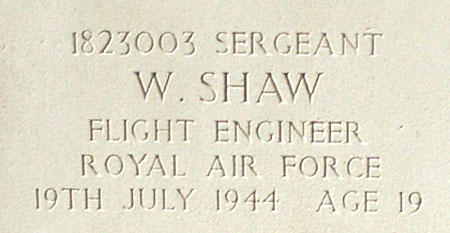 1823003 SERGEANT
W. SHAW
FLIGHT ENGINEER
ROYAL AIR FORCE
19TH JULY 1944 AGE 19